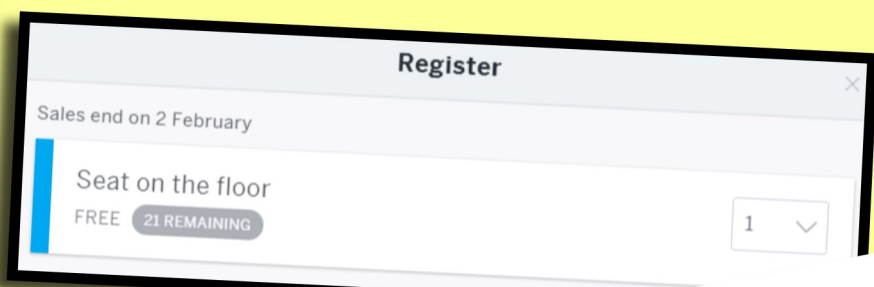 Register
Sales end on 2 February
Seat on the floor
FREE 21 REMAINING
1